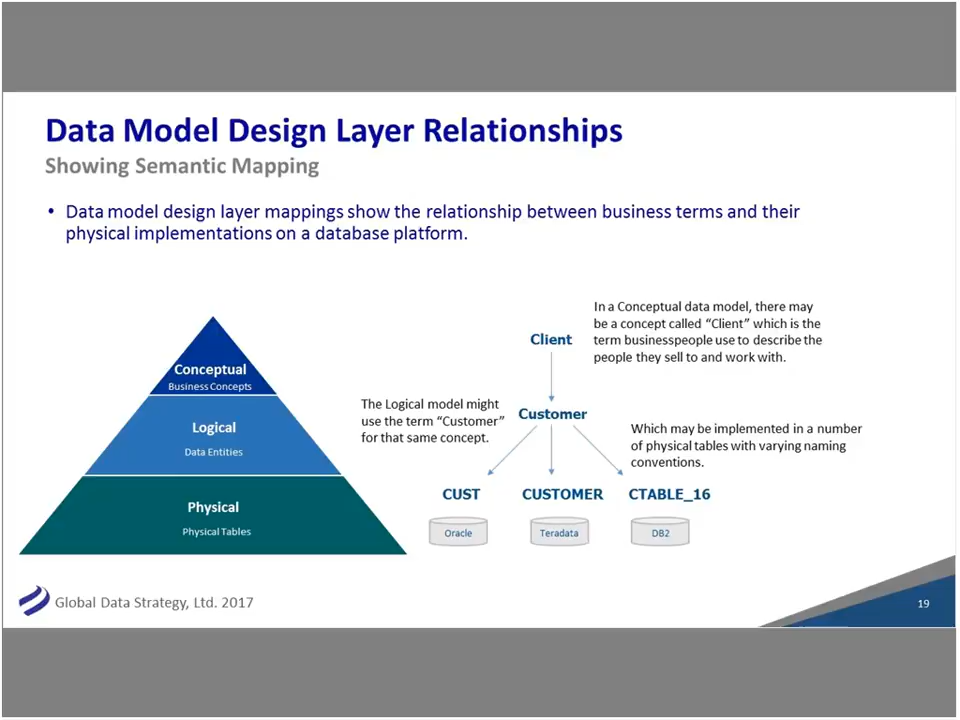 Data Model Design Layer Relationships
Showing Semantic Mapping
• Data model design layer mappings show the relationship between business terms and their
physical implementations on a database platform.
Conceptual
Business Concepts
Logical
Data Entities
Physical
Physical Tables
In a Conceptual data model, there may
be a concept called “Client” which is the
term businesspeople use to describe the
people they sell to and work with.
Client
The Logical model might
use the term “Customer”
for that same concept.
Customer
Which may be implemented in a number
of physical tables with varying naming
conventions.
CUST
CUSTOMER
CTABLE_16
Oracle
Teradata
DB2
Global Data Strategy, Ltd. 2017
19